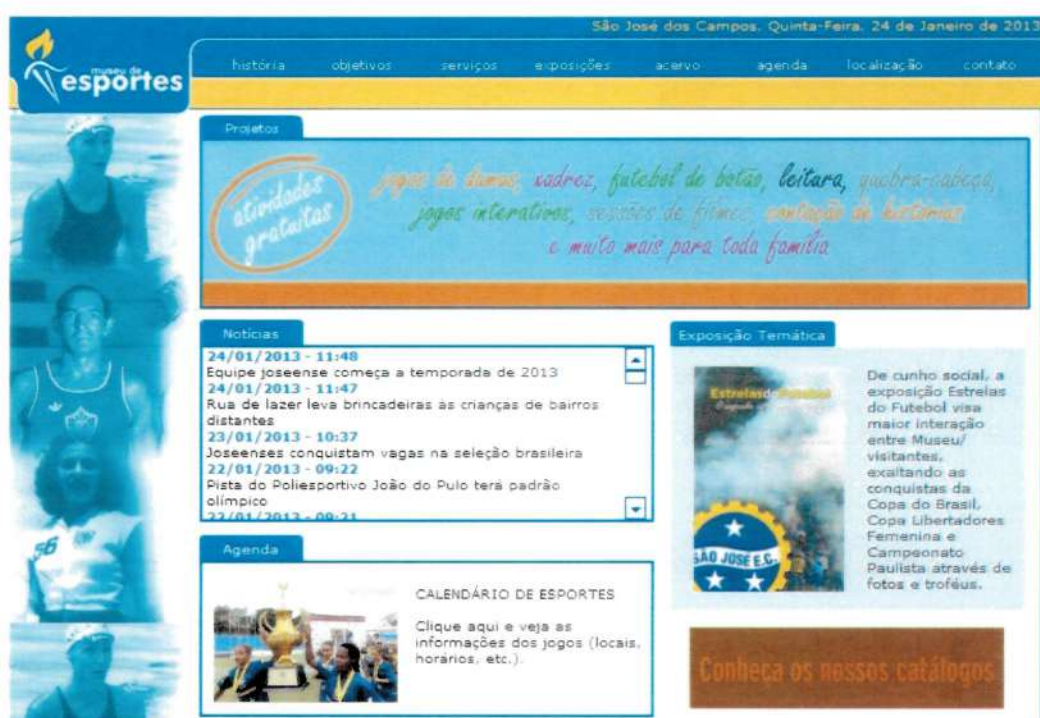 São José dos Campos, Quinta-Feira, 24 de Janeiro de 2013
museu de
esportes
história objetivos serviços exposições acervo agenda localização contato
Projetos
atividades
gratuitas
jogos de damas, xadrez, futebol de botão, leitura, quebra-cabeça,
jogos interativos, sessões de filmes, contação de histórias
e muito mais para toda família
Notícias
24/01/2013 - 11:48
Equipe joseense começa a temporada de 2013
24/01/2013 - 11:47
Rua de lazer leva brincadeiras às crianças de bairros
distantes
23/01/2013 - 10:37
Joseenses conquistam vagas na seleção brasileira
22/01/2013 - 09:22
Pista do Poliesportivo João do Pulo terá padrão
olímpico
22/01/2013 - 09:21
Exposição Temática
Estrelas do Futebol
SÃO JOSÉ E.C.
De cunho social, a
exposição Estrelas
do Futebol visa
maior interação
entre Museu/
visitantes,
exaltando as
conquistas da
Copa do Brasil,
Copa Libertadores
Femenina e
Campeonato
Paulista através de
fotos e troféus.
Agenda
CALENDÁRIO DE ESPORTES
Clique aqui e veja as
informações dos jogos (locais,
horários, etc.).
Conheça os nossos catálogos
56